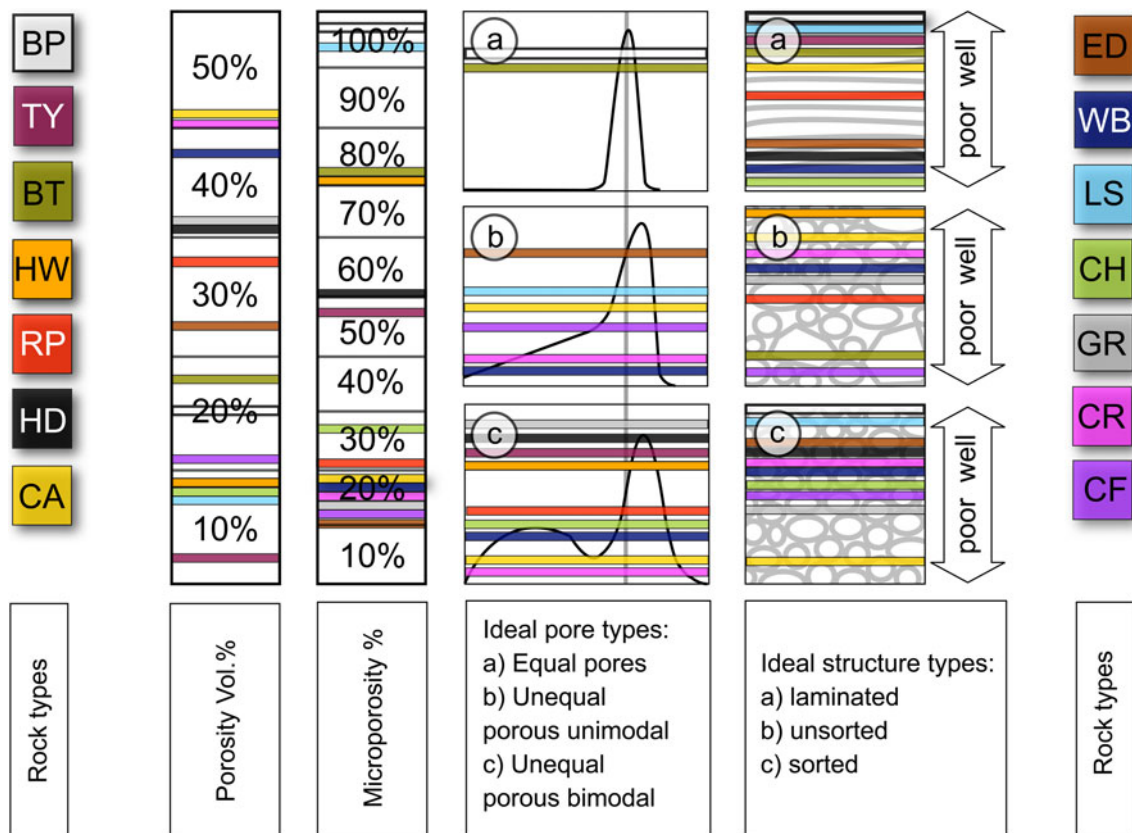 BP
TY
BT
HW
RP
HD
CA
50%
40%
30%
20%
10%
100%
90%
80%
70%
60%
50%
40%
30%
20%
10%
a
b
c
a
b
c
poor well
poor well
poor well
ED
WB
LS
CH
GR
CR
CF
Rock types
Porosity Vol.%
Microporosity %
Ideal pore types:
a) Equal pores
b) Unequal
porous unimodal
c) Unequal
porous bimodal
Ideal structure types:
a) laminated
b) unsorted
c) sorted
Rock types